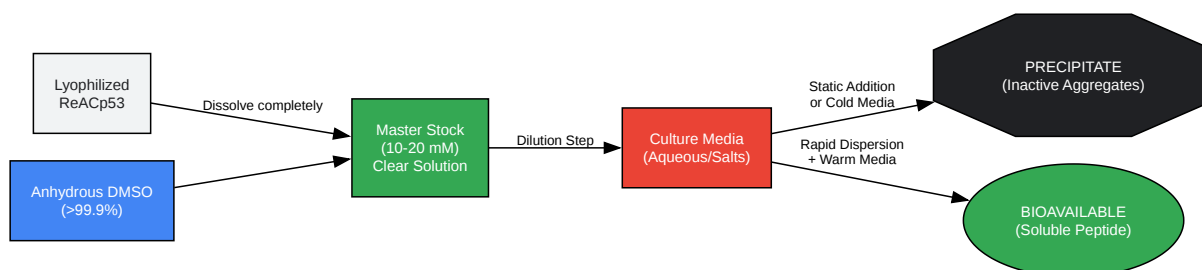 Lyophilized
ReACp53
Anhydrous DMSO
(>99.9%)
Dissolve completely
Master Stock
(10-20 mM)
Clear Solution
Dilution Step
Culture Media
(Aqueous/Salts)
Static Addition
or Cold Media
Rapid Dispersion
+ Warm Media
PRECIPITATE
(Inactive Aggregates)
BIOAVAILABLE
(Soluble Peptide)